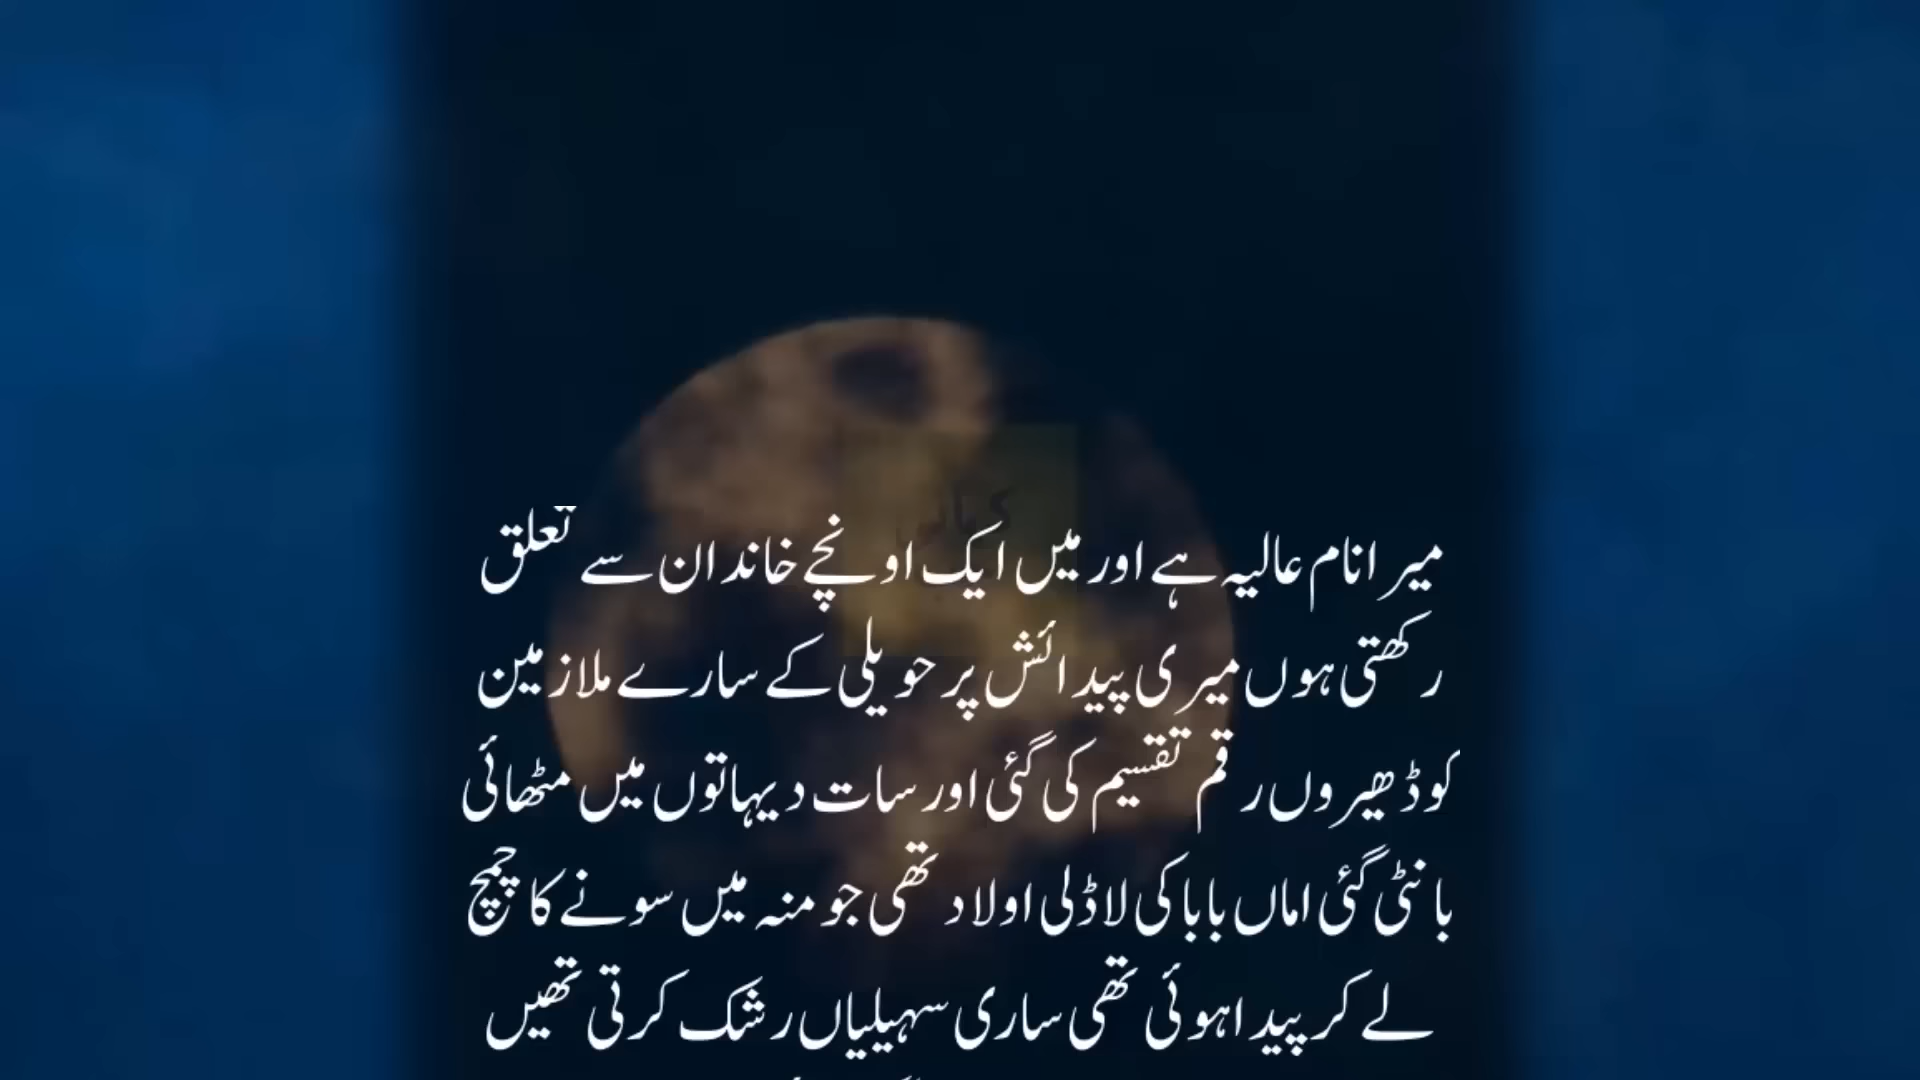 میرا نام عالیہ ہے اور میں ایک اونچے خاندان سے تعلق
رکھتی ہوں میری پیدائش پر حویلی کے سارے ملازمین
کو ڈھیروں رقم تقسیم کی گئی اور سات دیہاتوں میں مٹھائی
بانٹی گئی اماں بابا کی لاڈلی اولاد تھی جو منہ میں سونے کا چمچ
لے کر پیدا ہوئی تھی ساری سہیلیاں رشک کرتی تھیں